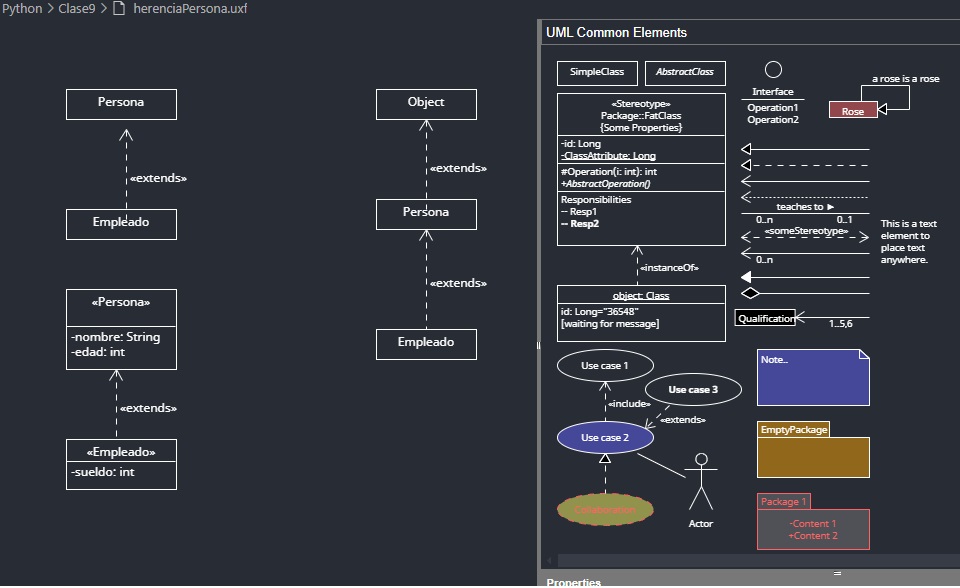 Python > Clase9 > herenciaPersona.uxf
Persona
«extends»
Empleado
«Persona»
-nombre: String
-edad: int
«extends»
«Empleado»
-sueldo: int
Object
«extends»
Persona
«extends»
Empleado
UML Common Elements
SimpleClass
AbstractClass
Interface
Operation1
Operation2
a rose is a rose
Rose
«Stereotype»
Package::FatClass
{Some Properties}
-id: Long
-ClassAttribute: Long
#Operation(i: int): int
+AbstractOperation()
Responsibilities
-- Resp1
-- Resp2
«instanceOf»
object: Class
id: Long="36548"
[waiting for message]
teaches to ►
0..n 0..1
«someStereotype»
0..n
This is a text
element to
place text
anywhere.
Qualification
1..5,6
Use case 1
Use case 3
«include»
«extends»
Use case 2
Collaboration
Actor
Note..
EmptyPackage
Package 1
-Content 1
+Content 2
Properties